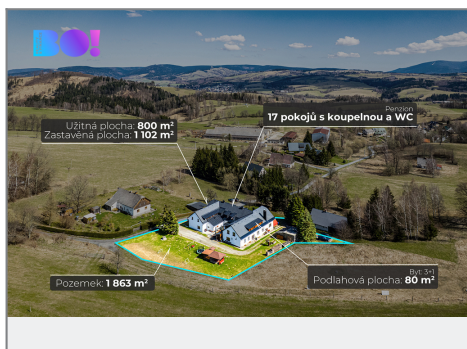 BO!
Penzion
17 pokojů s koupelnou a WC
Užitná plocha: 800 m²
Zastavěná plocha: 1 102 m²
Byt: 3+1
Podlahová plocha: 80 m²
Pozemek: 1 863 m²